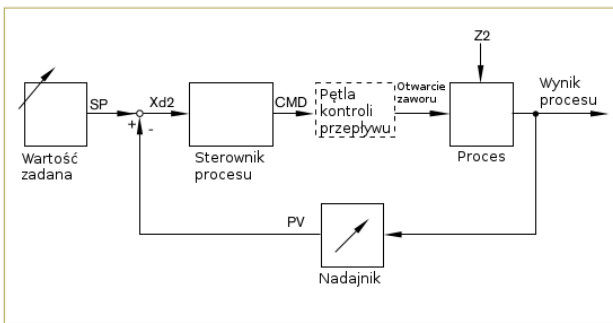 Z2
SP
Xd2
CMD
Pętla
kontroli
przepływu
Otwarcie
zaworu
Wynik
procesu
+
-
Wartość
zadana
Sterownik
procesu
Proces
PV
Nadajnik